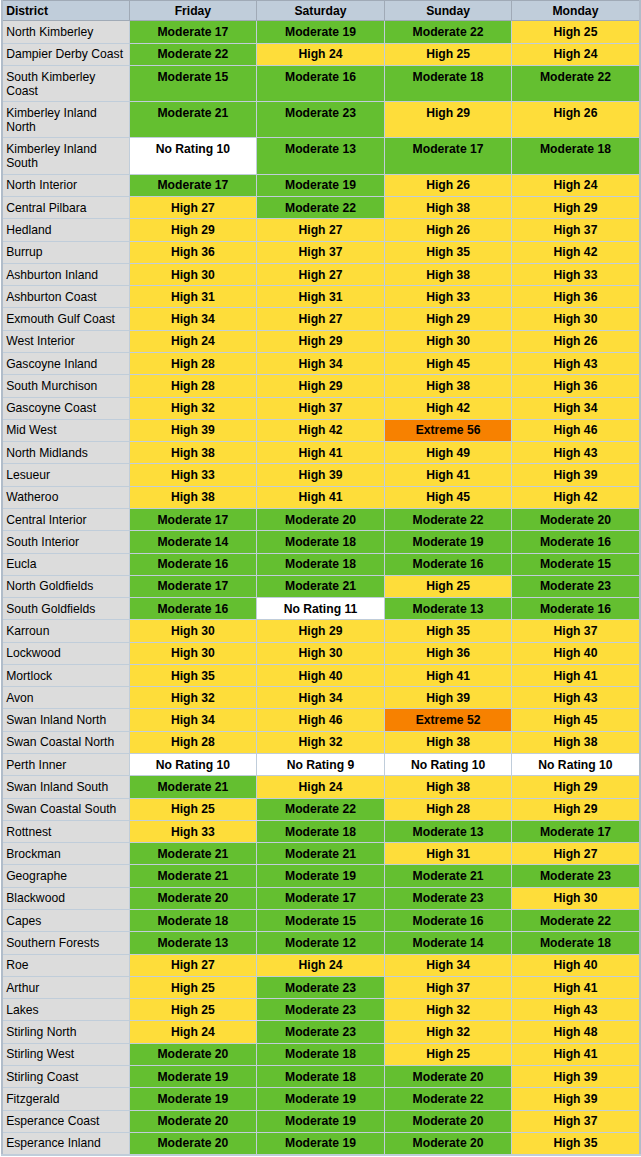 District Friday Saturday Sunday Monday
North Kimberley Moderate 17 Moderate 19 Moderate 22 High 25
Dampier Derby Coast Moderate 22 High 24 High 25 High 24
South Kimberley Moderate 15 Moderate 16 Moderate 18 Moderate 22
Coast
Kimberley Inland Moderate 21 Moderate 23 High 29 High 26
North
Kimberley Inland No Rating 10 Moderate 13 Moderate 17 Moderate 18
South
North Interior Moderate 17 Moderate 19 High 26 High 24
Central Pilbara High 27 Moderate 22 High 38 High 29
Hedland High 29 High 27 High 26 High 37
Burrup High 36 High 37 High 35 High 42
Ashburton Inland High 30 High 27 High 38 High 33
Ashburton Coast High 31 High 31 High 33 High 36
Exmouth Gulf Coast High 34 High 27 High 29 High 30
West Interior High 24 High 29 High 30 High 26
Gascoyne Inland High 28 High 34 High 45 High 43
South Murchison High 28 High 29 High 38 High 36
Gascoyne Coast High 32 High 37 High 42 High 34
Mid West High 39 High 42 Extreme 56 High 46
North Midlands High 38 High 41 High 49 High 43
Lesueur High 33 High 39 High 41 High 39
Watheroo High 38 High 41 High 45 High 42
Central Interior Moderate 17 Moderate 20 Moderate 22 Moderate 20
South Interior Moderate 14 Moderate 18 Moderate 19 Moderate 16
Eucla Moderate 16 Moderate 18 Moderate 16 Moderate 15
North Goldfields Moderate 17 Moderate 21 High 25 Moderate 23
South Goldfields Moderate 16 No Rating 11 Moderate 13 Moderate 16
Karroun High 30 High 29 High 35 High 37
Lockwood High 30 High 30 High 36 High 40
Mortlock High 35 High 40 High 41 High 41
Avon High 32 High 34 High 39 High 43
Swan Inland North High 34 High 46 Extreme 52 High 45
Swan Coastal North High 28 High 32 High 38 High 38
Perth Inner No Rating 10 No Rating 9 No Rating 10 No Rating 10
Swan Inland South Moderate 21 High 24 High 38 High 29
Swan Coastal South High 25 Moderate 22 High 28 High 29
Rottnest High 33 Moderate 18 Moderate 13 Moderate 17
Brockman Moderate 21 Moderate 21 High 31 High 27
Geographe Moderate 21 Moderate 19 Moderate 21 Moderate 23
Blackwood Moderate 20 Moderate 17 Moderate 23 High 30
Capes Moderate 18 Moderate 15 Moderate 16 Moderate 22
Southern Forests Moderate 13 Moderate 12 Moderate 14 Moderate 18
Roe High 27 High 24 High 34 High 40
Arthur High 25 Moderate 23 High 37 High 41
Lakes High 25 Moderate 23 High 32 High 43
Stirling North High 24 Moderate 23 High 32 High 48
Stirling West Moderate 20 Moderate 18 High 25 High 41
Stirling Coast Moderate 19 Moderate 18 Moderate 20 High 39
Fitzgerald Moderate 19 Moderate 19 Moderate 22 High 39
Esperance Coast Moderate 20 Moderate 19 Moderate 20 High 37
Esperance Inland Moderate 20 Moderate 19 Moderate 20 High 35